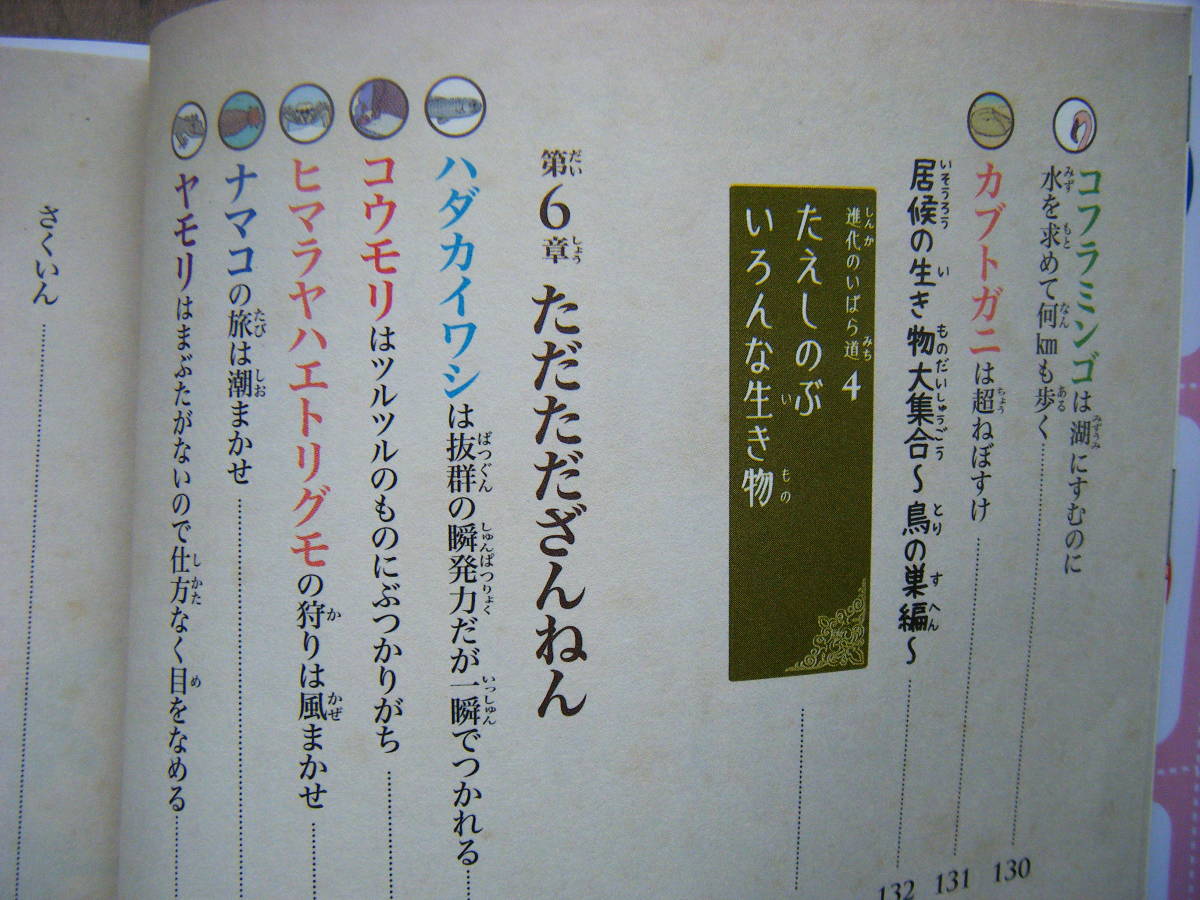 コフラミンゴは湖にすむのに
水を求めて何kmも歩く 130
カブトガニは超ねぼすけ 131
居候の生き物大集合〜鳥の巣編〜 132
進化のいばら道4
たえしのぶ
いろんな生き物
第6章 ただただざんねん
ハダカイワシは抜群の瞬発力だが一瞬でつかれる
コウモリはツルツルのものにぶつかりがち
ヒマラヤハエトリグモの狩りは風まかせ
ナマコの旅は潮まかせ
ヤモリはまぶたがないので仕方なく目をなめる
さくいん